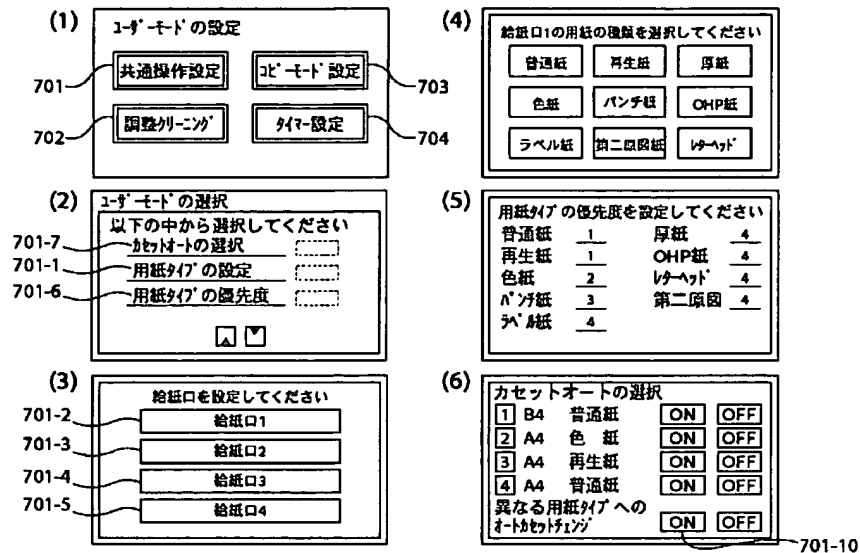 (1)
ユーザーモードの設定
共通操作設定
コピーモード設定
701
703
調整クリーニング
タイマー設定
702
704
(2)
ユーザーモードの選択
以下の中から選択してください
701-7
カセットオートの選択
701-1
用紙タイプの設定
701-6
用紙タイプの優先度
(3)
給紙口を設定してください
701-2
給紙口1
701-3
給紙口2
701-4
給紙口3
701-5
給紙口4
(4)
給紙口1の用紙の種類を選択してください
普通紙 再生紙 厚紙
色紙 パンチ紙 OHP紙
ラベル紙 第二原図紙 レターヘッド
(5)
用紙タイプの優先度を設定してください
普通紙 1 厚紙 4
再生紙 1 OHP紙 4
色紙 2 レターヘッド 4
パンチ紙 3 第二原図 4
ラベル紙 4
(6)
カセットオートの選択
1 B4 普通紙 ON OFF
2 A4 色 紙 ON OFF
3 A4 再生紙 ON OFF
4 A4 普通紙 ON OFF
異なる用紙タイプへの
オートカセットチェンジ ON OFF
701-10